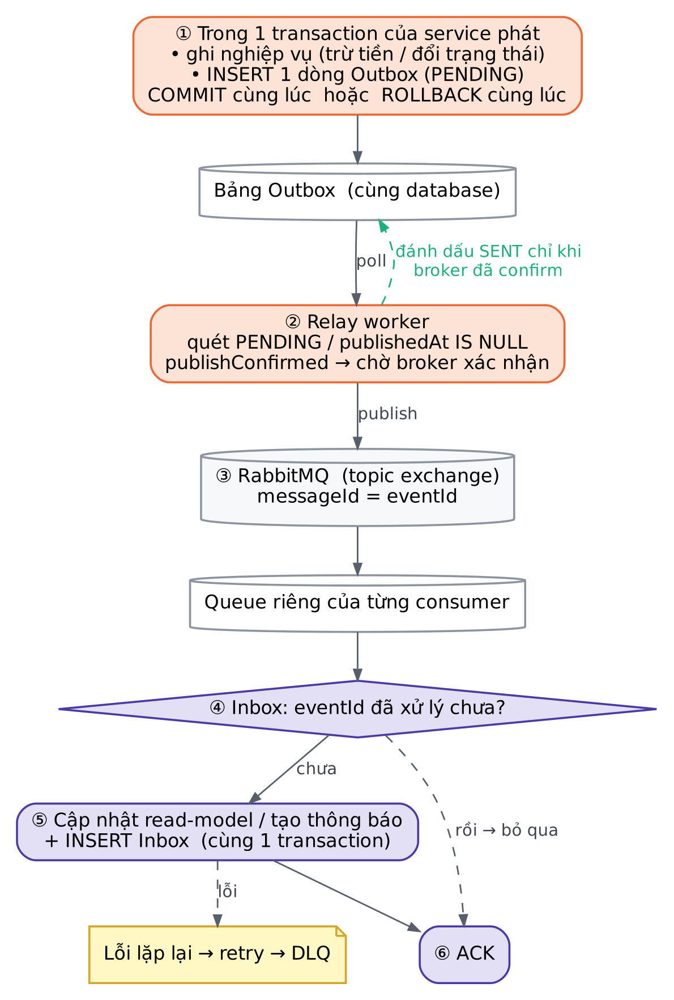 ① Trong 1 transaction của service phát
• ghi nghiệp vụ (trừ tiền / đổi trạng thái)
• INSERT 1 dòng Outbox (PENDING)
COMMIT cùng lúc  hoặc  ROLLBACK cùng lúc
Bảng Outbox  (cùng database)
poll
đánh dấu SENT chỉ khi
broker đã confirm
② Relay worker
quét PENDING / publishedAt IS NULL
publishConfirmed → chờ broker xác nhận
publish
③ RabbitMQ  (topic exchange)
messageId = eventId
Queue riêng của từng consumer
④ Inbox: eventId đã xử lý chưa?
chưa
⑤ Cập nhật read-model / tạo thông báo
+ INSERT Inbox  (cùng 1 transaction)
rồi → bỏ qua
lỗi
Lỗi lặp lại → retry → DLQ
⑥ ACK